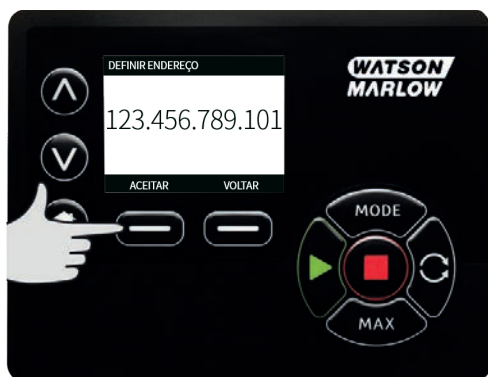 DEFINIR ENDEREÇO
WATSON
MARLOW
123.456.789.101
ACEITAR VOLTAR
MODE
MAX